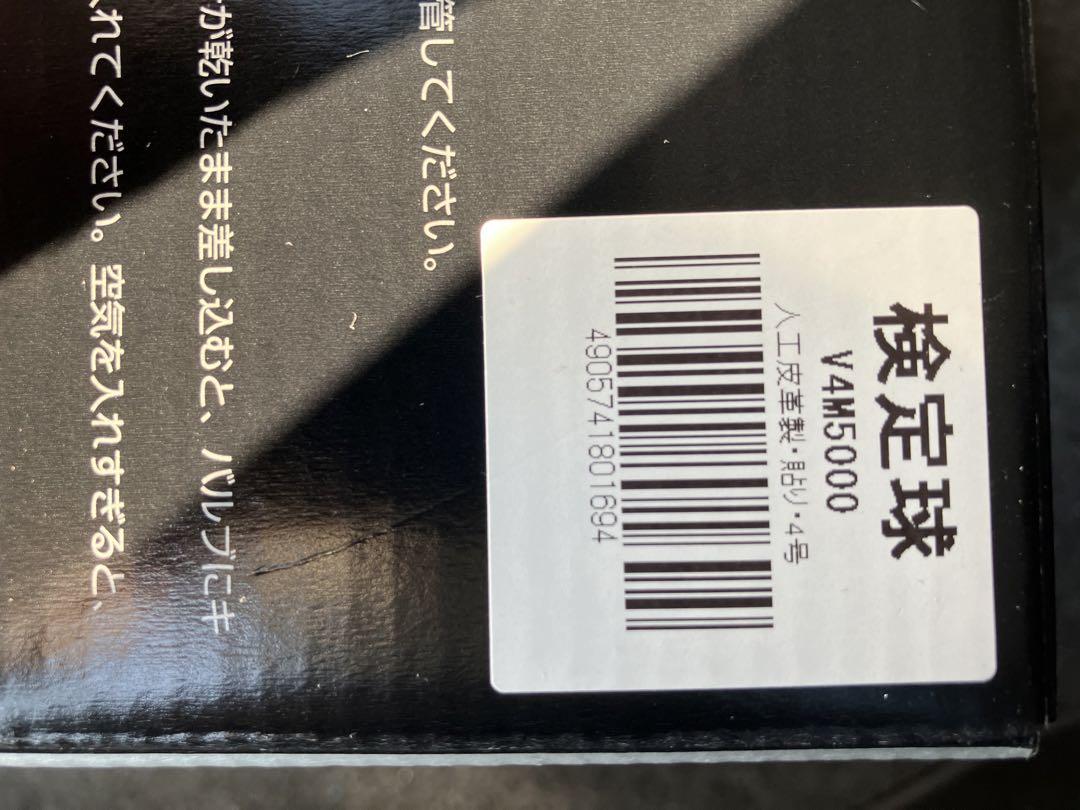 管してください。
が乾いたまま差し込むと、バルブにキ
れてください。空気を入れすぎると、
検定球
V4M5000
人工皮革製・貼り・4号
4905741801694